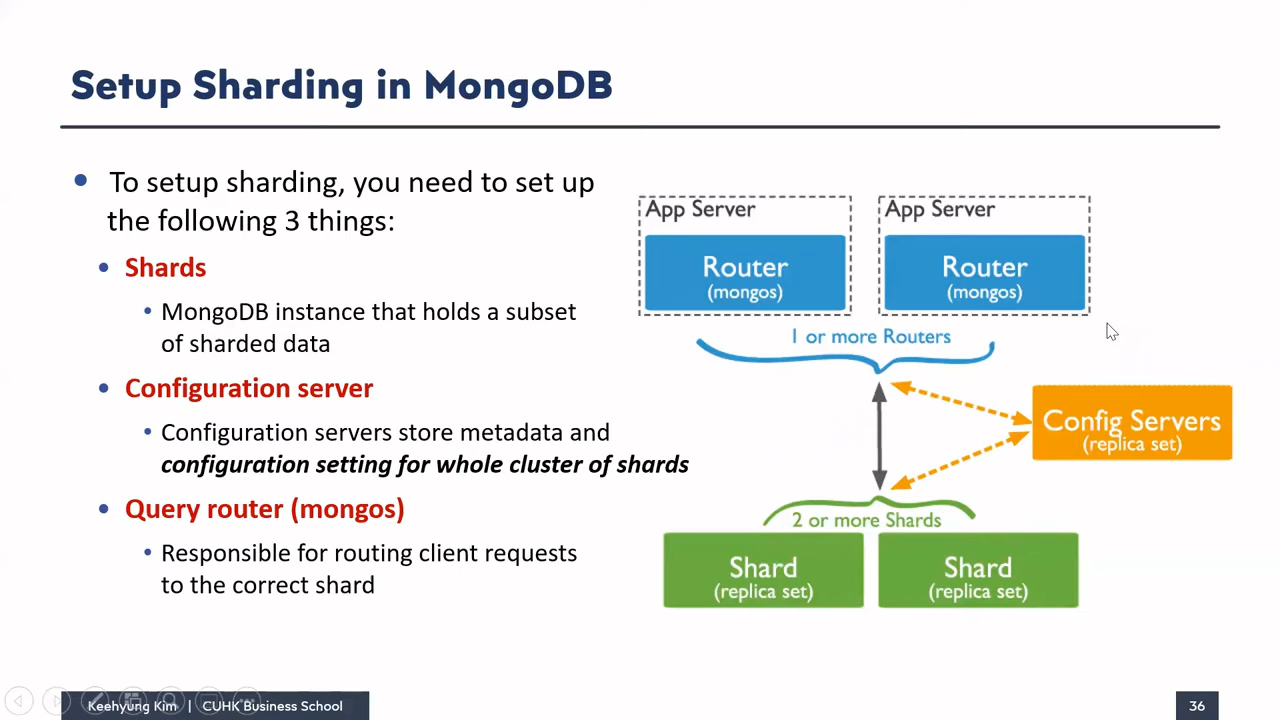 Setup Sharding in MongoDB
• To setup sharding, you need to set up
the following 3 things:
• Shards
• MongoDB instance that holds a subset
of sharded data
• Configuration server
• Configuration servers store metadata and
configuration setting for whole cluster of shards
• Query router (mongos)
• Responsible for routing client requests
to the correct shard
App Server
Router
(mongos)
App Server
Router
(mongos)
1 or more Routers
Config Servers
(replica set)
2 or more Shards
Shard
(replica set)
Shard
(replica set)
Keehyung Kim | CUHK Business School
36